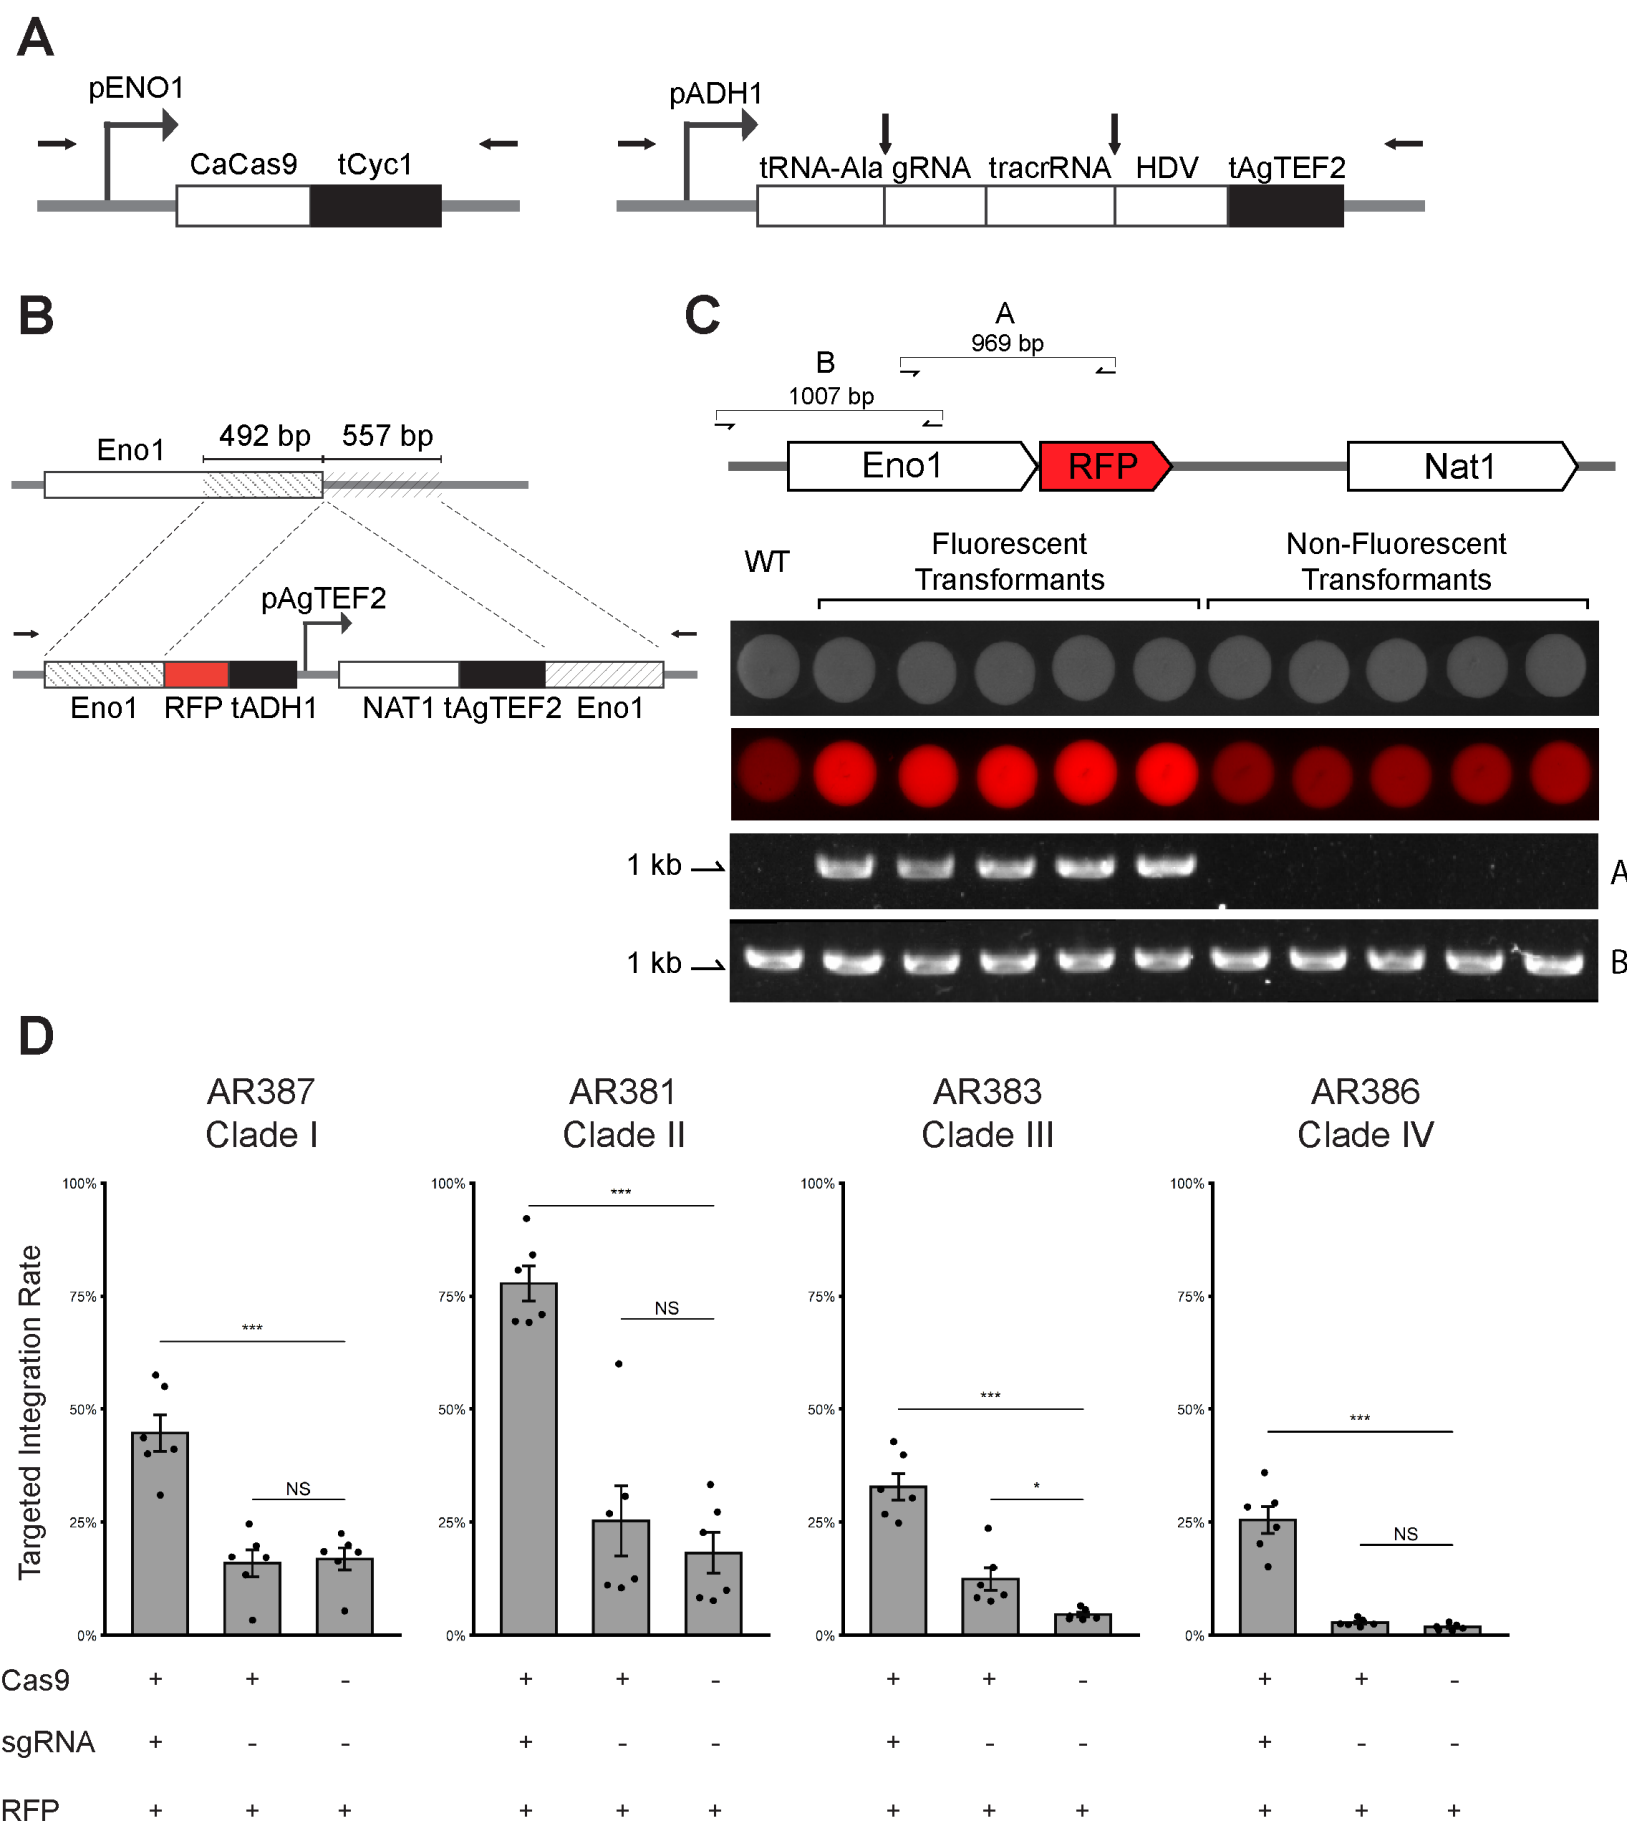 A
pENO1
pADH1
CaCas9 tCyc1
tRNA-Ala gRNA tracrRNA HDV tAgTEF2
B
C
A
969 bp
B
1007 bp
Eno1 492 bp 557 bp
Eno1 RFP Nat1
pAgTEF2
Eno1 RFP tADH1 NAT1 tAgTEF2 Eno1
WT
Fluorescent
Transformants
Non-Fluorescent
Transformants
1 kb A
1 kb B
D
AR387 AR381 AR383 AR386
Clade I Clade II Clade III Clade IV
Targeted Integration Rate
100% 100% 100% 100%
75% 75% 75% 75%
50% 50% 50% 50%
25% 25% 25% 25%
0% 0% 0% 0%
*** NS
*** NS
*** *
*** NS
Cas9 + + - + + - + + - + + -
sgRNA + - - + - - + - - + - -
RFP + + + + + + + + + + + +